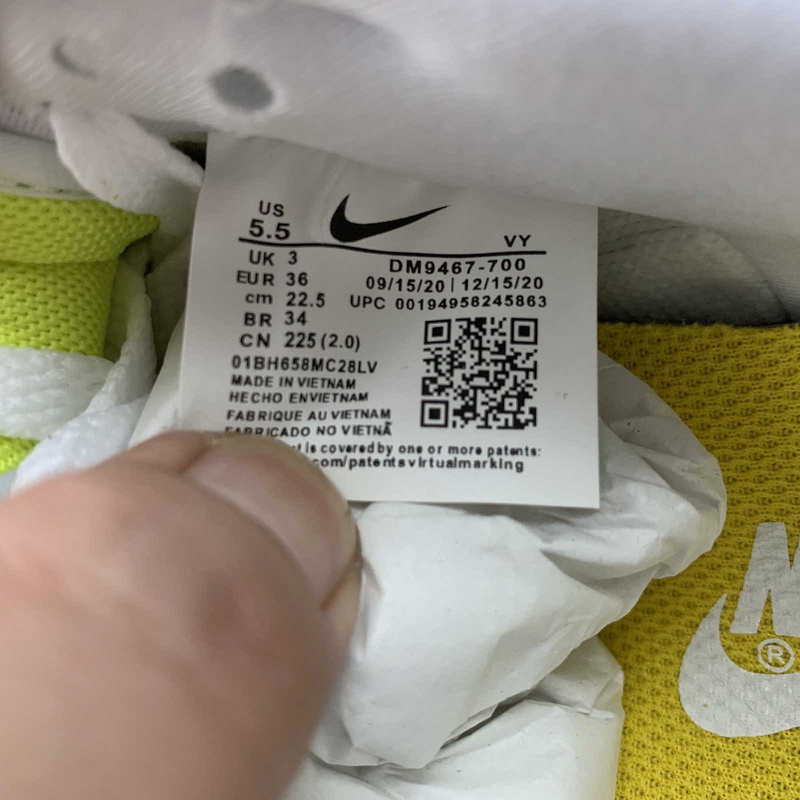 US
5.5
VY
UK 3
EUR 36
cm 22.5
BR 34
CN 225 (2.0)
DM9467-700
09/15/20 | 12/15/20
UPC 00194958245863
01BH658MC28LV
MADE IN VIETNAM
HECHO ENVIETNAM
FABRIQUE AU VIETNAM
FABRICADO NO VIETNÃ
is covered by one or more patents:
.com/patentsvirtualmarking
N
®